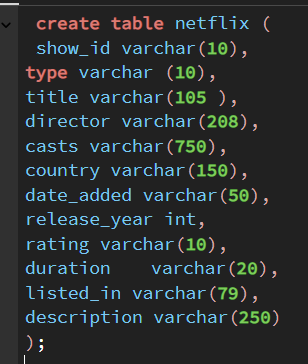 create table netflix (
show_id varchar(10),
type varchar (10),
title varchar(105 ),
director varchar(208),
casts varchar(750),
country varchar(150),
date_added varchar(50),
release_year int,
rating varchar(10),
duration    varchar(20),
listed_in varchar(79),
description varchar(250)
);